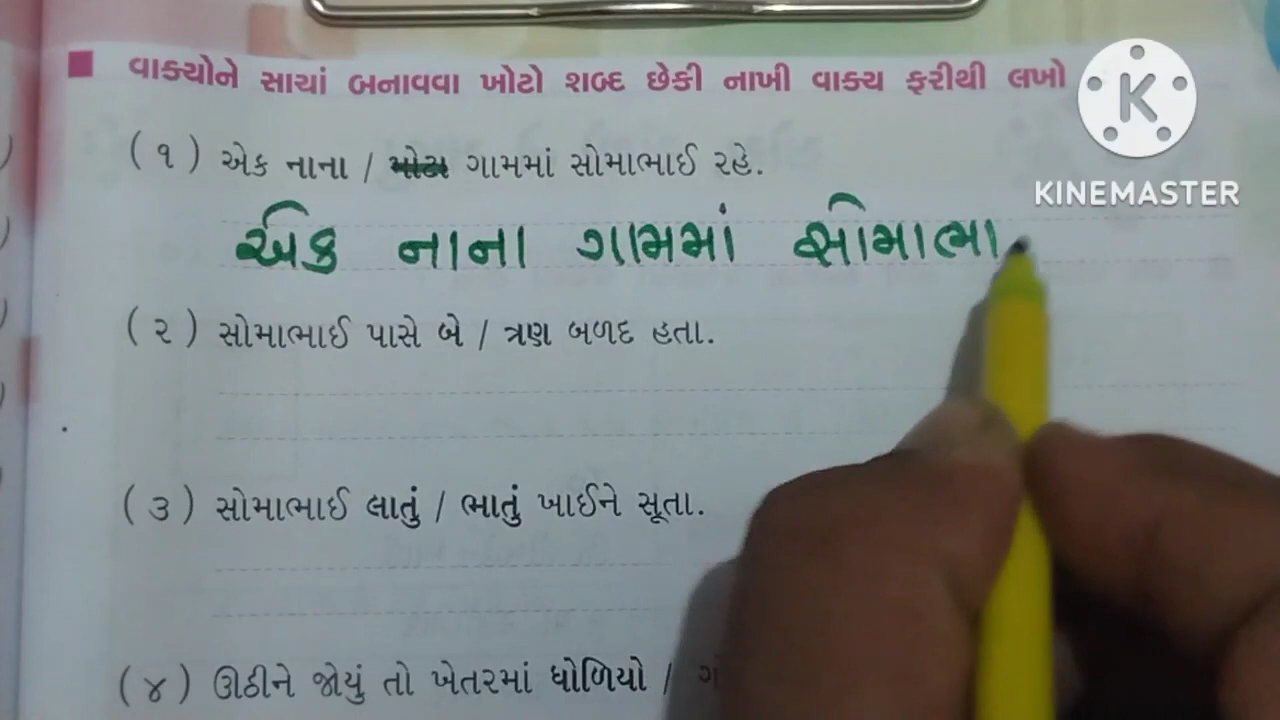 વાક્યોને સાચાં બનાવવા ખોટો શબ્દ છેકી નાખી વાક્ય ફરીથી લખો
(૧) એક નાના / મોટા ગામમાં સોમાભાઈ રહે.
એક નાના ગામમાં સોમાભા
(૨) સોમાભાઈ પાસે બે / ત્રણ બળદ હતા.
(૩) સોમાભાઈ લાતું / ભાતું ખાઈને સૂતા.
(૪) ઊઠીને જોયું તો ખેતરમાં ધોળિયો /
K
KINEMASTER